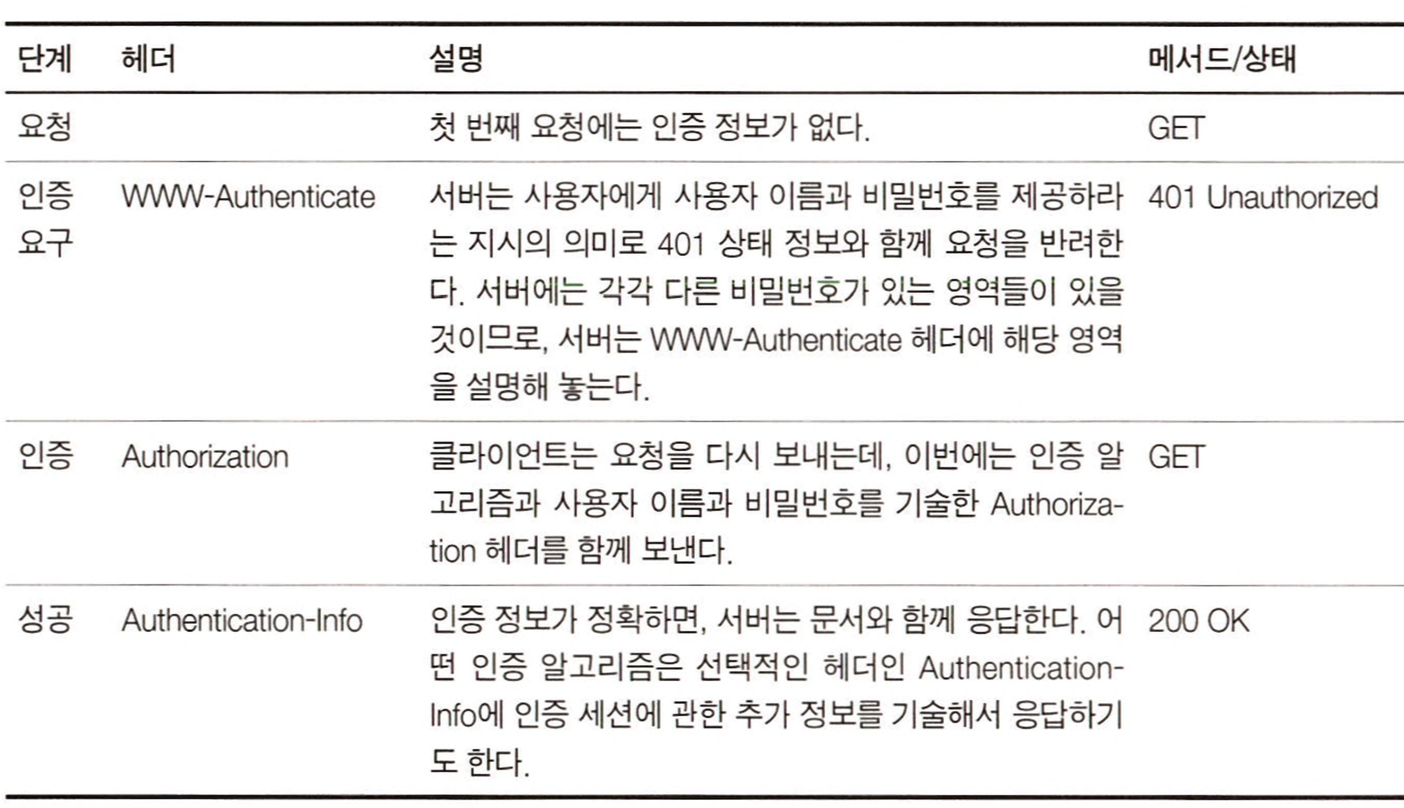 단계 헤더 설명 메서드/상태
요청 첫 번째 요청에는 인증 정보가 없다. GET
인증 WWW-Authenticate 서버는 사용자에게 사용자 이름과 비밀번호를 제공하라 401 Unauthorized
요구 는 지시의 의미로 401 상태 정보와 함께 요청을 반려한
다. 서버에는 각각 다른 비밀번호가 있는 영역들이 있을
것이므로, 서버는 WWW-Authenticate 헤더에 해당 영역
을 설명해 놓는다.
인증 Authorization 클라이언트는 요청을 다시 보내는데, 이번에는 인증 알 GET
고리즘과 사용자 이름과 비밀번호를 기술한 Authoriza-
tion 헤더를 함께 보낸다.
성공 Authentication-Info 인증 정보가 정확하면, 서버는 문서와 함께 응답한다. 어 200 OK
떤 인증 알고리즘은 선택적인 헤더인 Authentication-
Info에 인증 세션에 관한 추가 정보를 기술해서 응답하기
도 한다.